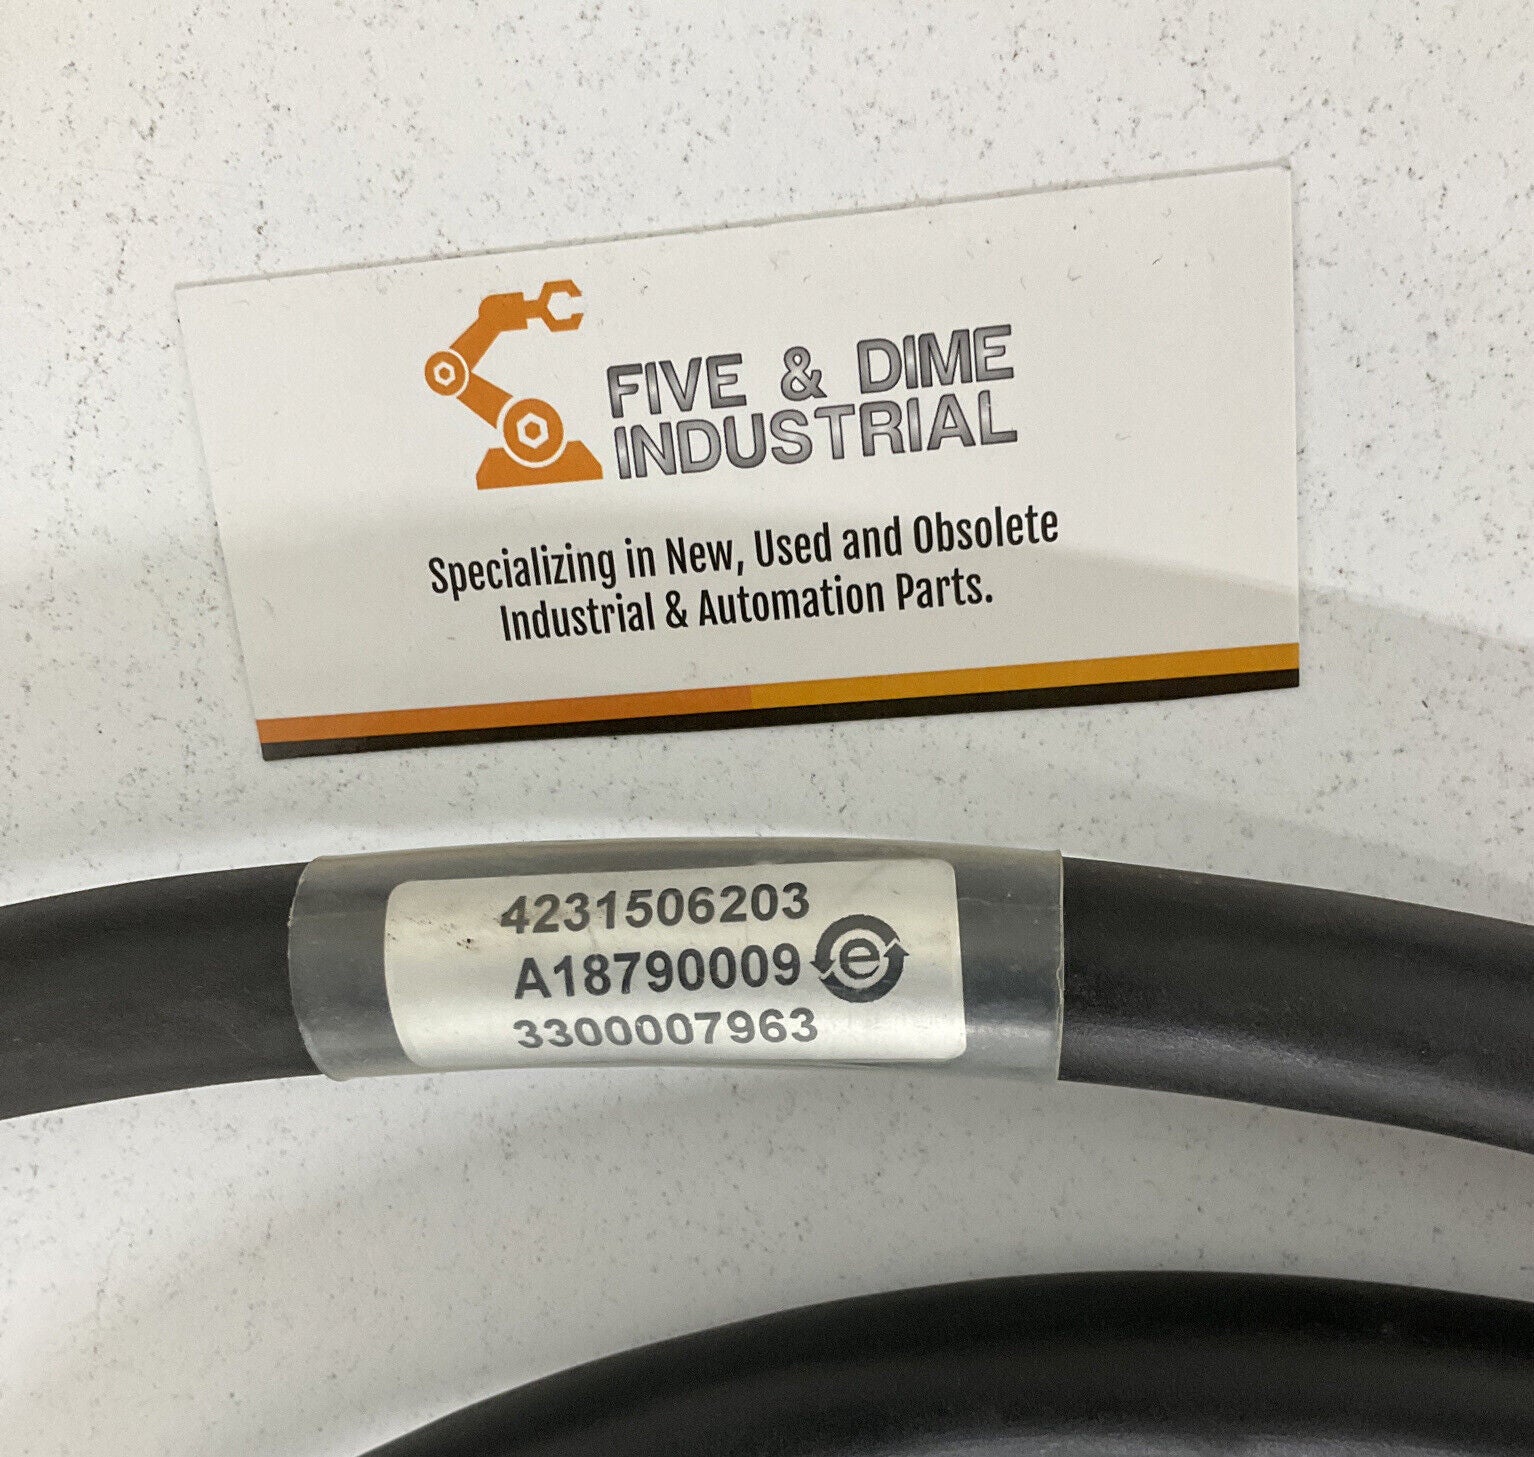 FIVE & DIME
INDUSTRIAL
Specializing in New, Used and Obsolete
Industrial & Automation Parts.
4231506203
A18790009 e
3300007963